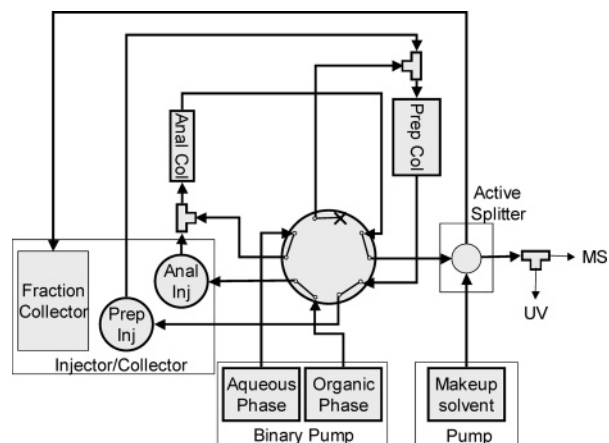 Anal Col
Prep Col
Active
Splitter
MS
UV
Fraction
Collector
Anal
Inj
Prep
Inj
Injector/Collector
Aqueous
Phase
Organic
Phase
Binary Pump
Makeup
solvent
Pump